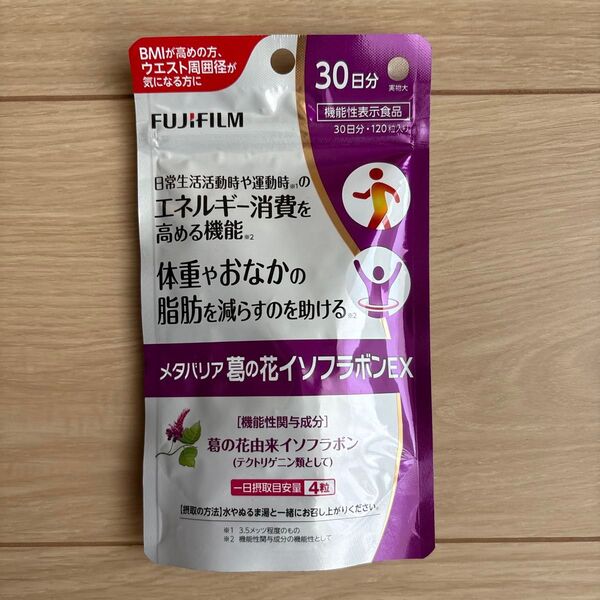 BMIが高めの方、
ウエスト周囲径が
気になる方に
30日分
実物大
FUJIFILM
機能性表示食品
30日分・120粒入り
日常生活活動時や運動時※1の
エネルギー消費を
高める機能※2
体重やおなかの
脂肪を減らすのを助ける※2
メタバリア 葛の花イソフラボンEX
[機能性関与成分]
葛の花由来イソフラボン
(テクトリゲニン類として)
一日摂取目安量 4粒
[摂取の方法]水やぬるま湯と一緒にお召し上がりください。
※1 3.5メッツ程度のもの
※2 機能性関与成分の機能性として